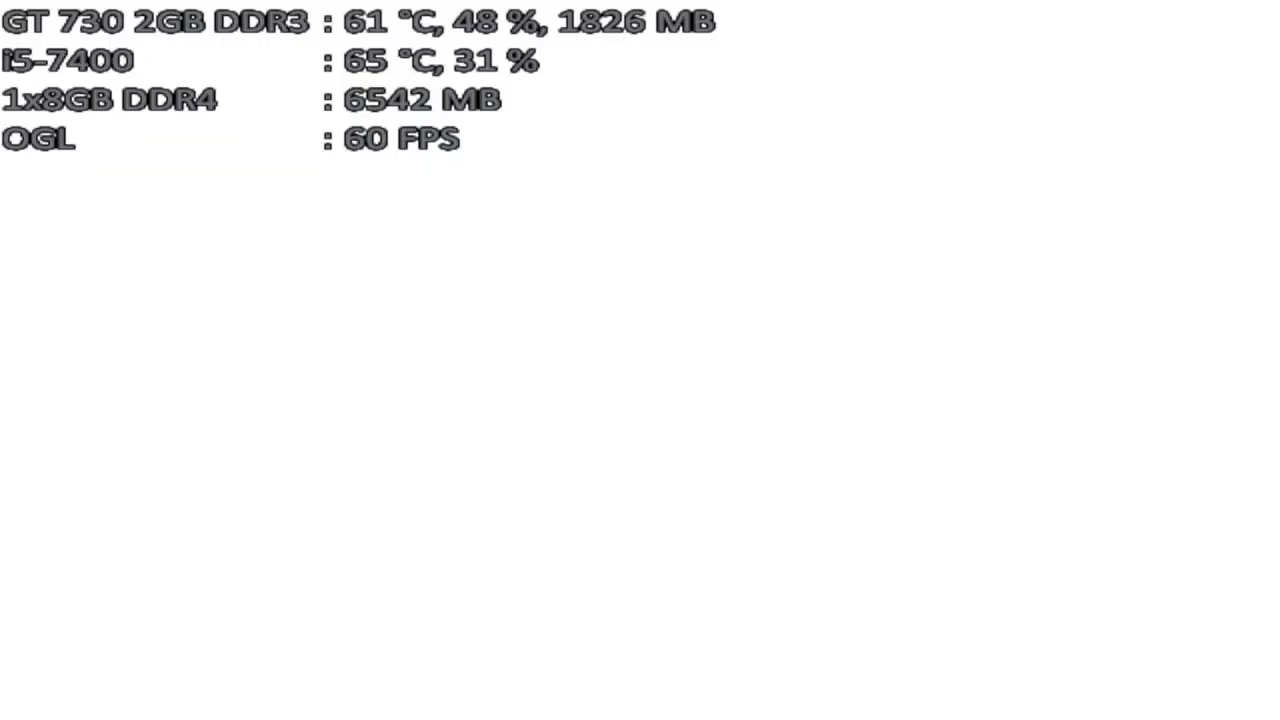 GT 730 2GB DDR3 : 61 °C, 48 %, 1826 MB
i5-7400 : 65 °C, 31 %
1x8GB DDR4 : 6542 MB
OGL : 60 FPS